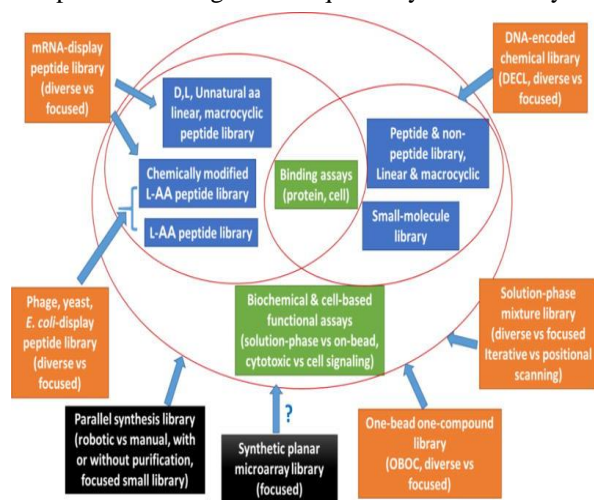 mRNA-display
peptide library
(diverse vs
focused)
D,L, Unnatural aa
linear, macrocyclic
peptide library
DNA-encoded
chemical library
(DECL, diverse vs
focused)
Peptide & non-
peptide library,
Linear & macrocyclic
Chemically modified
L-AA peptide library
Binding assays
(protein, cell)
L-AA peptide library
Small-molecule
library
Phage, yeast,
E. coli-display
peptide library
(diverse vs
focused)
Biochemical & cell-based
functional assays
(solution-phase vs on-bead,
cytotoxic vs cell signaling)
Solution-phase
mixture library
(diverse vs focused
Iterative vs positional
scanning)
Parallel synthesis library
(robotic vs manual, with
or without purification,
focused small library)
?
Synthetic planar
microarray library
(focused)
One-bead one-compound
library
(OBOC, diverse vs
focused)